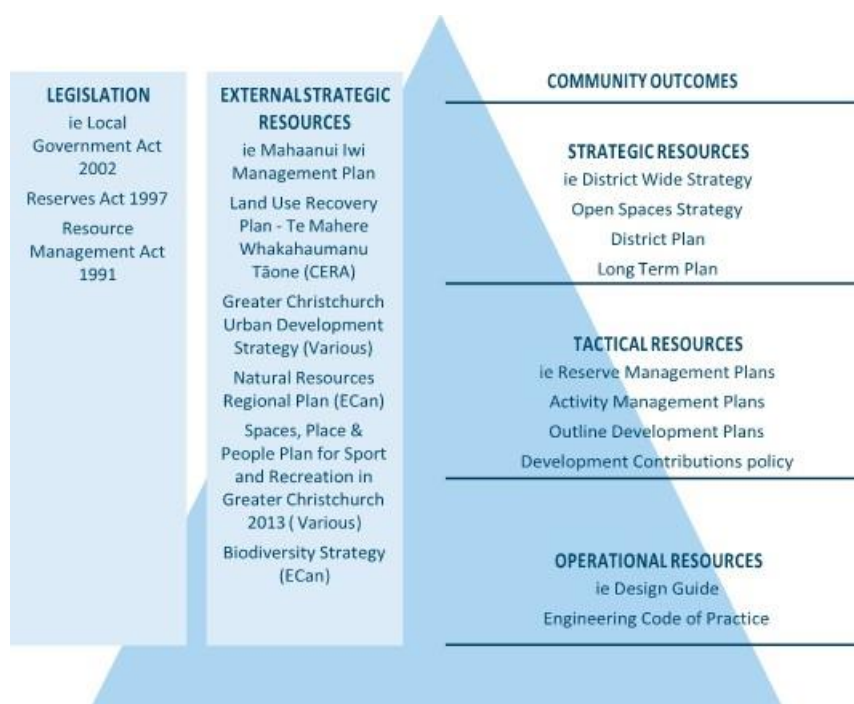 LEGISLATION
ie Local
Government Act
2002
Reserves Act 1997
Resource
Management Act
1991
EXTERNAL STRATEGIC
RESOURCES
ie Mahaanui Iwi
Management Plan
Land Use Recovery
Plan - Te Mahere
Whakahaumanu
Tāone (CERA)
Greater Christchurch
Urban Development
Strategy (Various)
Natural Resources
Regional Plan (ECan)
Spaces, Place &
People Plan for Sport
and Recreation in
Greater Christchurch
2013 ( Various)
Biodiversity Strategy
(ECan)
COMMUNITY OUTCOMES
STRATEGIC RESOURCES
ie District Wide Strategy
Open Spaces Strategy
District Plan
Long Term Plan
TACTICAL RESOURCES
ie Reserve Management Plans
Activity Management Plans
Outline Development Plans
Development Contributions policy
OPERATIONAL RESOURCES
ie Design Guide
Engineering Code of Practice